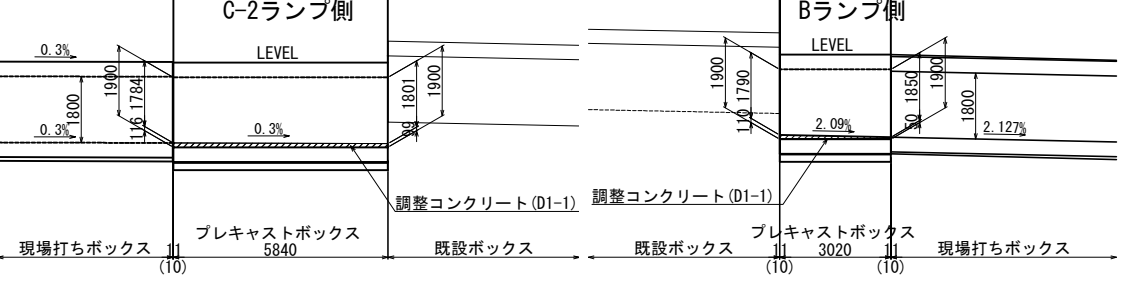 C-2ランプ側
Bランプ側
0.3%
LEVEL
1900
1784
1800
116
0.3%
0.3%
1801
1900
99
LEVEL
1900
1790
110
2.09%
1850
1900
50
1800
2.127%
調整コンクリート(D1-1)
調整コンクリート(D1-1)
現場打ちボックス
11
(10)
プレキャストボックス
5840
既設ボックス
既設ボックス
11
(10)
プレキャストボックス
3020
11
(10)
現場打ちボックス